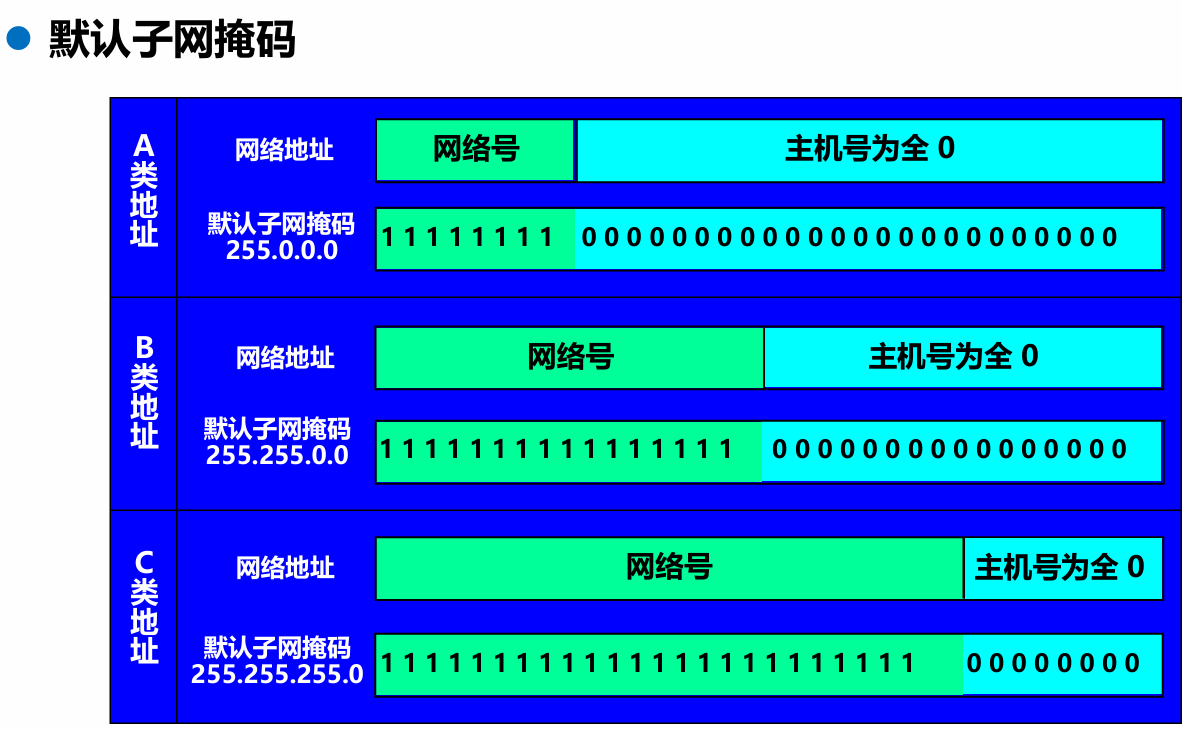 默认子网掩码
A类地址
网络地址
网络号
主机号为全 0
默认子网掩码
255.0.0.0
1 1 1 1 1 1 1 1
0 0 0 0 0 0 0 0 0 0 0 0 0 0 0 0 0 0 0 0 0 0 0 0
B类地址
网络地址
网络号
主机号为全 0
默认子网掩码
255.255.0.0
1 1 1 1 1 1 1 1 1 1 1 1 1 1 1 1
0 0 0 0 0 0 0 0 0 0 0 0 0 0 0 0
C类地址
网络地址
网络号
主机号为全 0
默认子网掩码
255.255.255.0
1 1 1 1 1 1 1 1 1 1 1 1 1 1 1 1 1 1 1 1 1 1 1 1
0 0 0 0 0 0 0 0